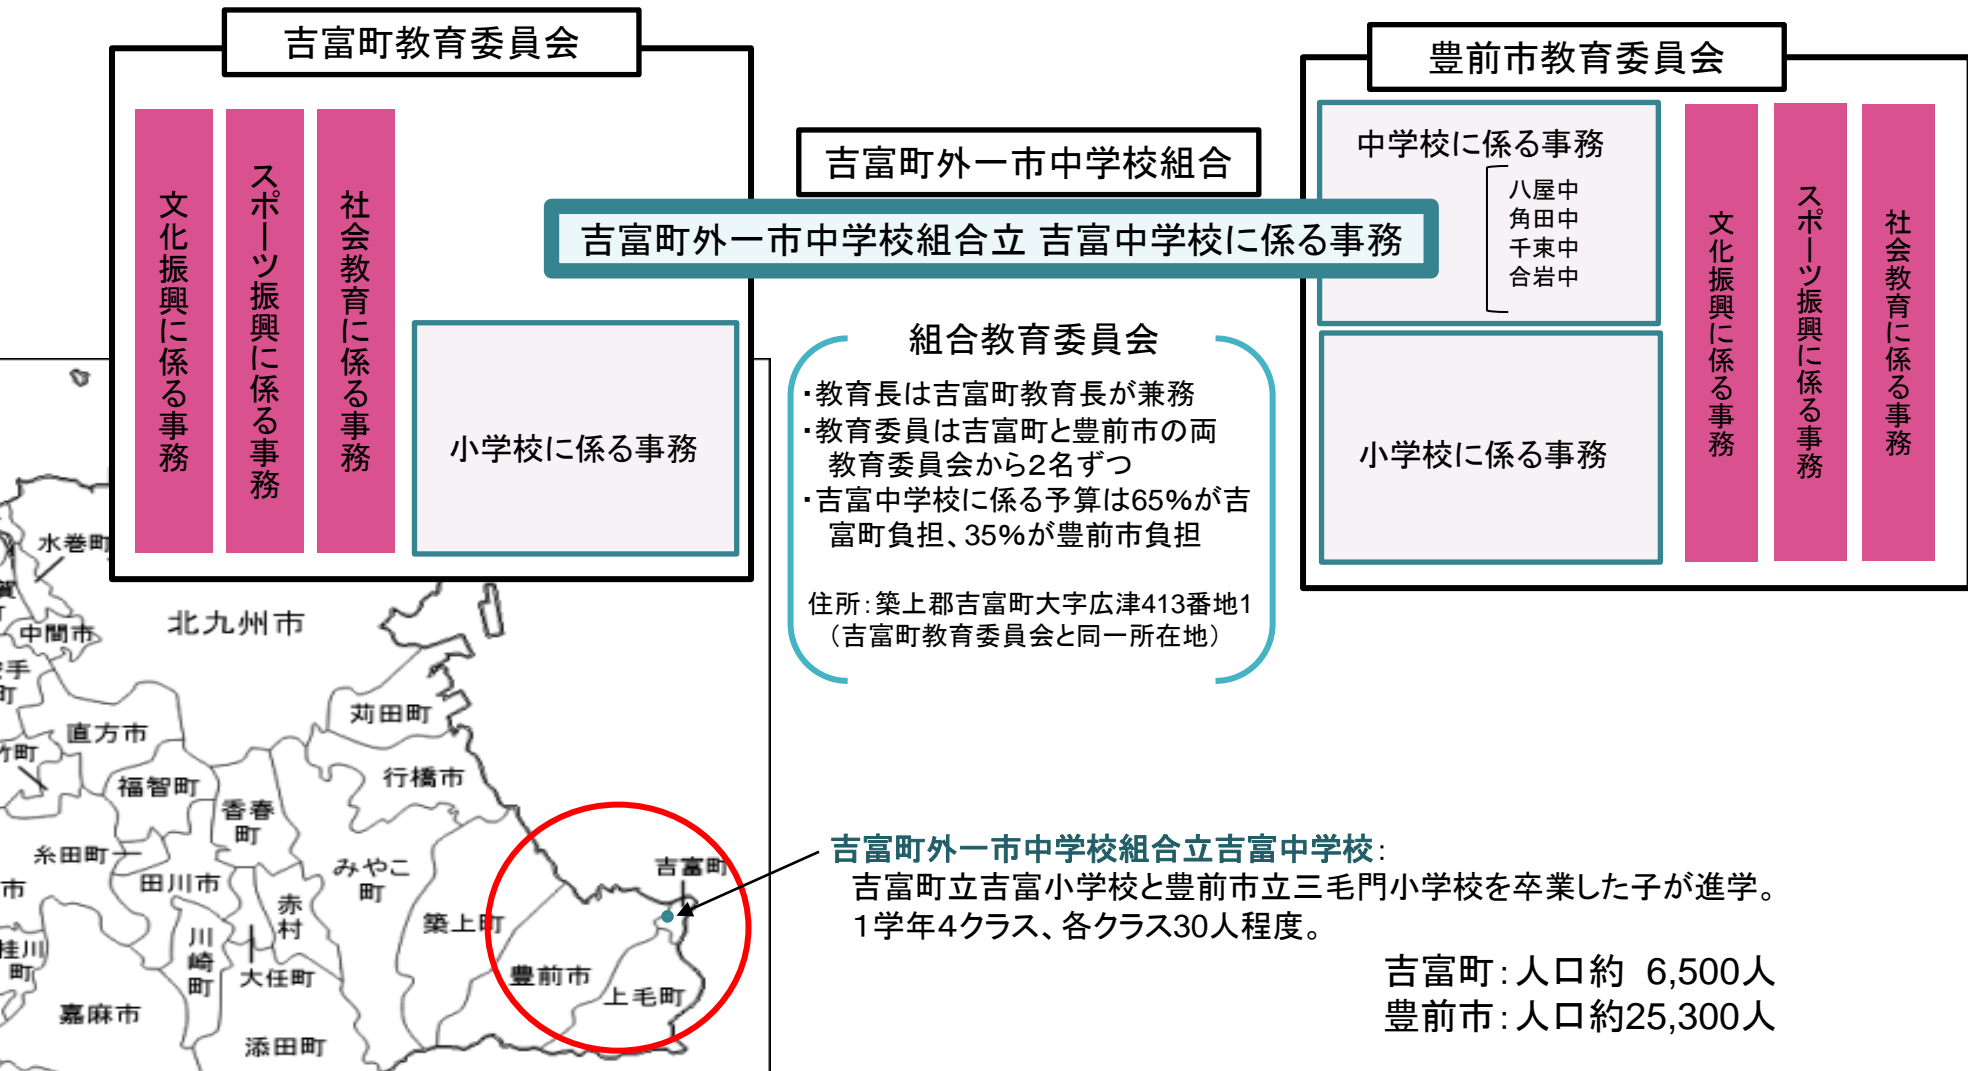 吉富町教育委員会
文化振興に係る事務
スポーツ振興に係る事務
社会教育に係る事務
小学校に係る事務
吉富町外一市中学校組合
吉富町外一市中学校組合立 吉富中学校に係る事務
組合教育委員会
・教育長は吉富町教育長が兼務
・教育委員は吉富町と豊前市の両
教育委員会から2名ずつ
・吉富中学校に係る予算は65%が吉
富町負担、35%が豊前市負担
住所：築上郡吉富町大字広津413番地1
（吉富町教育委員会と同一所在地）
豊前市教育委員会
中学校に係る事務
八屋中
角田中
千束中
合岩中
小学校に係る事務
文化振興に係る事務
スポーツ振興に係る事務
社会教育に係る事務
水巻町
中間市
北九州市
苅田町
直方市
行橋市
福智町
香春
町
糸田町
田川市
赤
村
みやこ
町
吉富町
築上町
川
崎
町
大任町
豊前市
上毛町
桂川
町
嘉麻市
添田町
吉富町外一市中学校組合立吉富中学校：
吉富町立吉富小学校と豊前市立三毛門小学校を卒業した子が進学。
1学年4クラス、各クラス30人程度。
吉富町：人口約 6,500人
豊前市：人口約25,300人